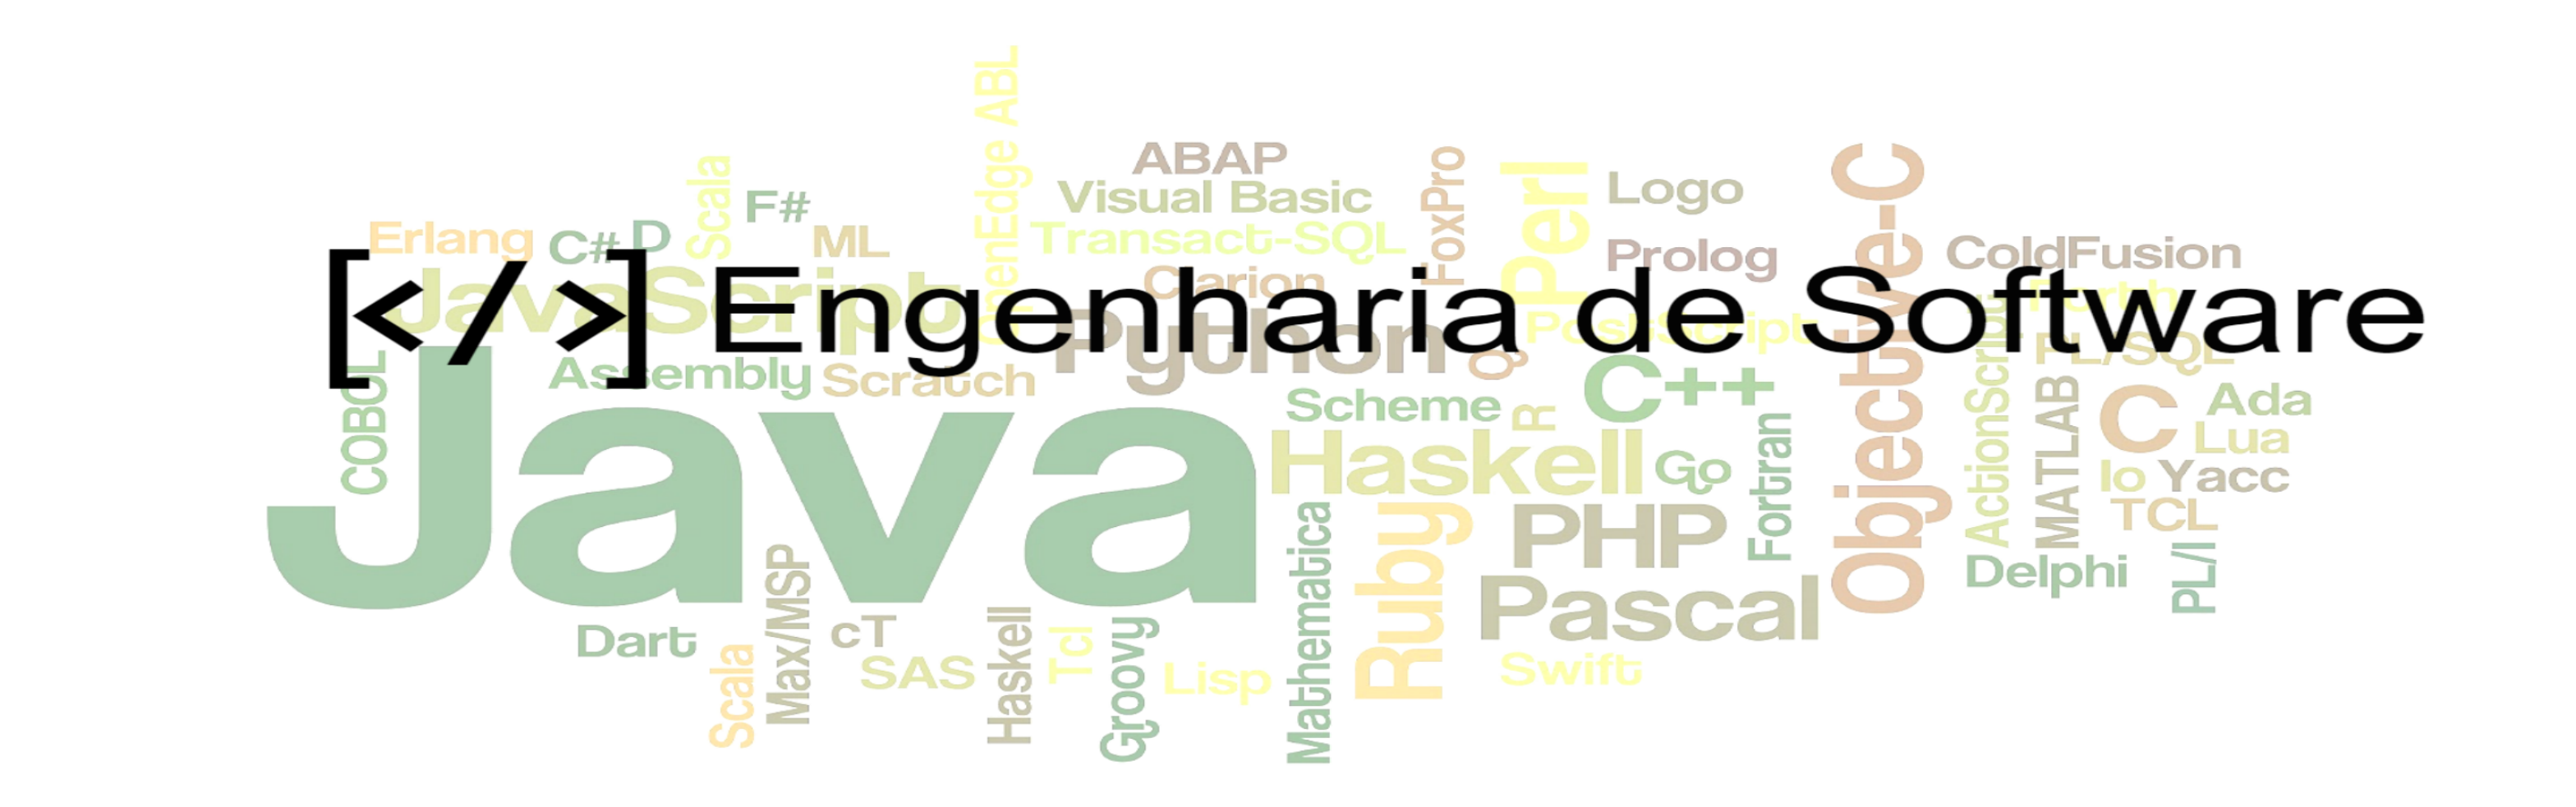 OpenEdge ABL
ABAP
Scala
F#
Visual Basic
FoxPro
Perl
Logo
Objective-C
Erlang
C#
D
ML
Transact-SQL
Prolog
ColdFusion
Clarion
[</>] Engenharia de Software
JavaScript
Forth
Python
PostScript
ActionScript
PL/SQL
COBOL
Assembly
Scratch
Q
Scheme
R
C++
MATLAB
C
Ada
Java
Haskell
Go
Fortran
Lua
Io
Yacc
Mathematica
Ruby
PHP
TCL
Max/MSP
Pascal
Delphi
PL/I
Dart
cT
Scala
SAS
Haskell
Tcl
Groovy
Lisp
Swift